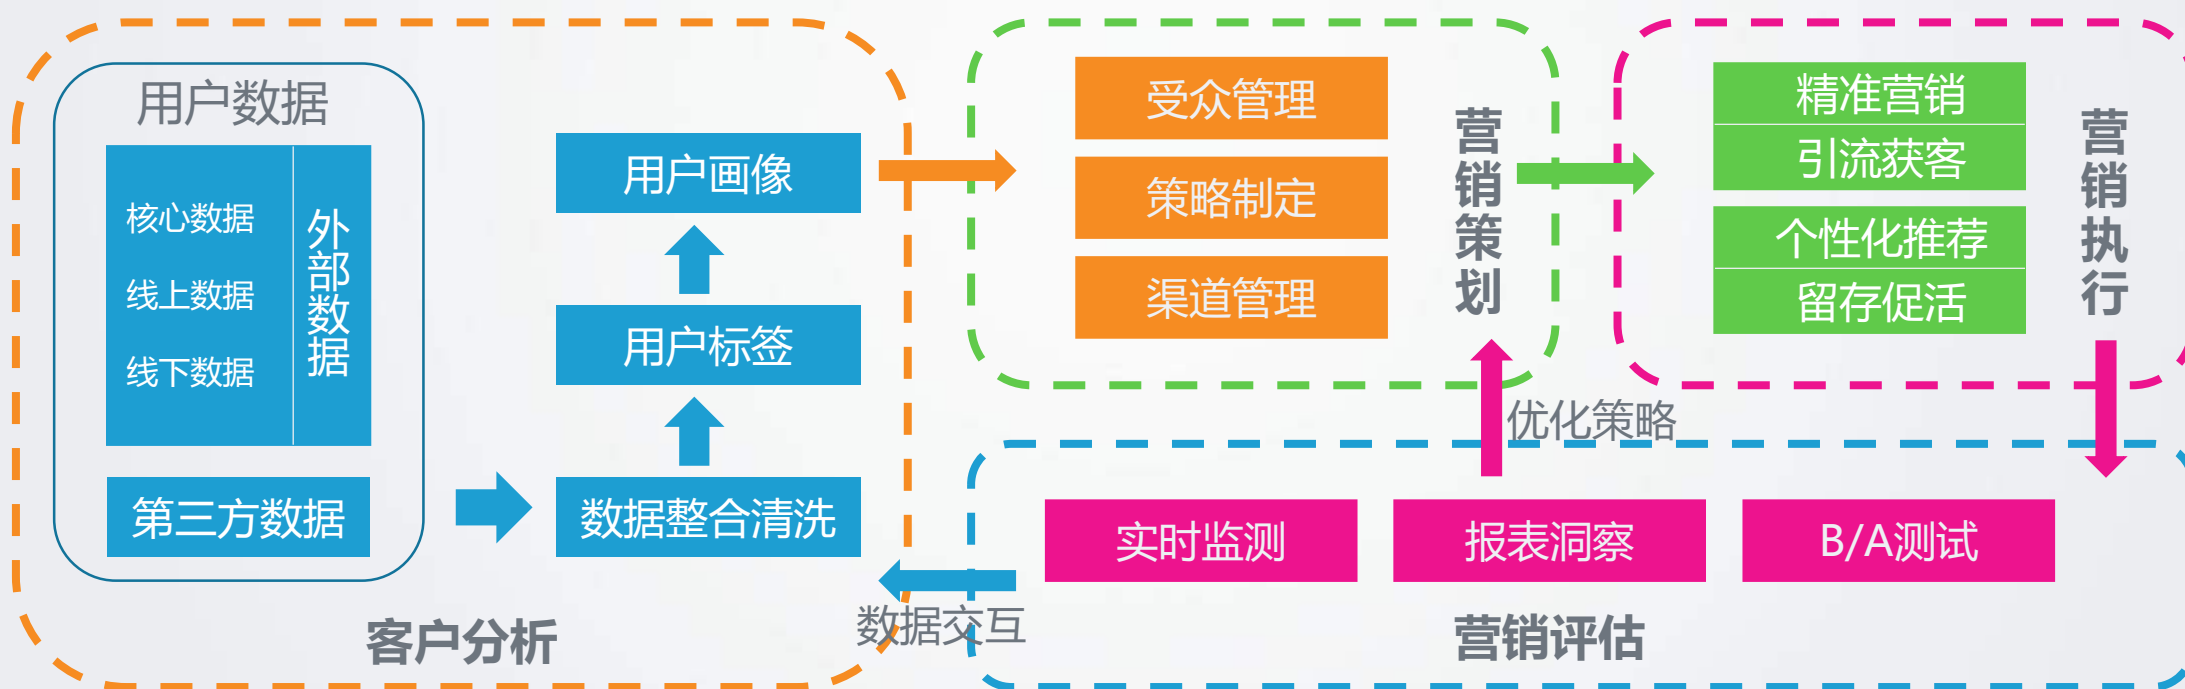 用户数据
核心数据
线上数据
线下数据
外部数据
第三方数据
用户画像
用户标签
数据整合清洗
客户分析
受众管理
策略制定
渠道管理
营销策划
精准营销
引流获客
个性化推荐
留存促活
营销执行
优化策略
实时监测
报表洞察
B/A测试
数据交互
营销评估